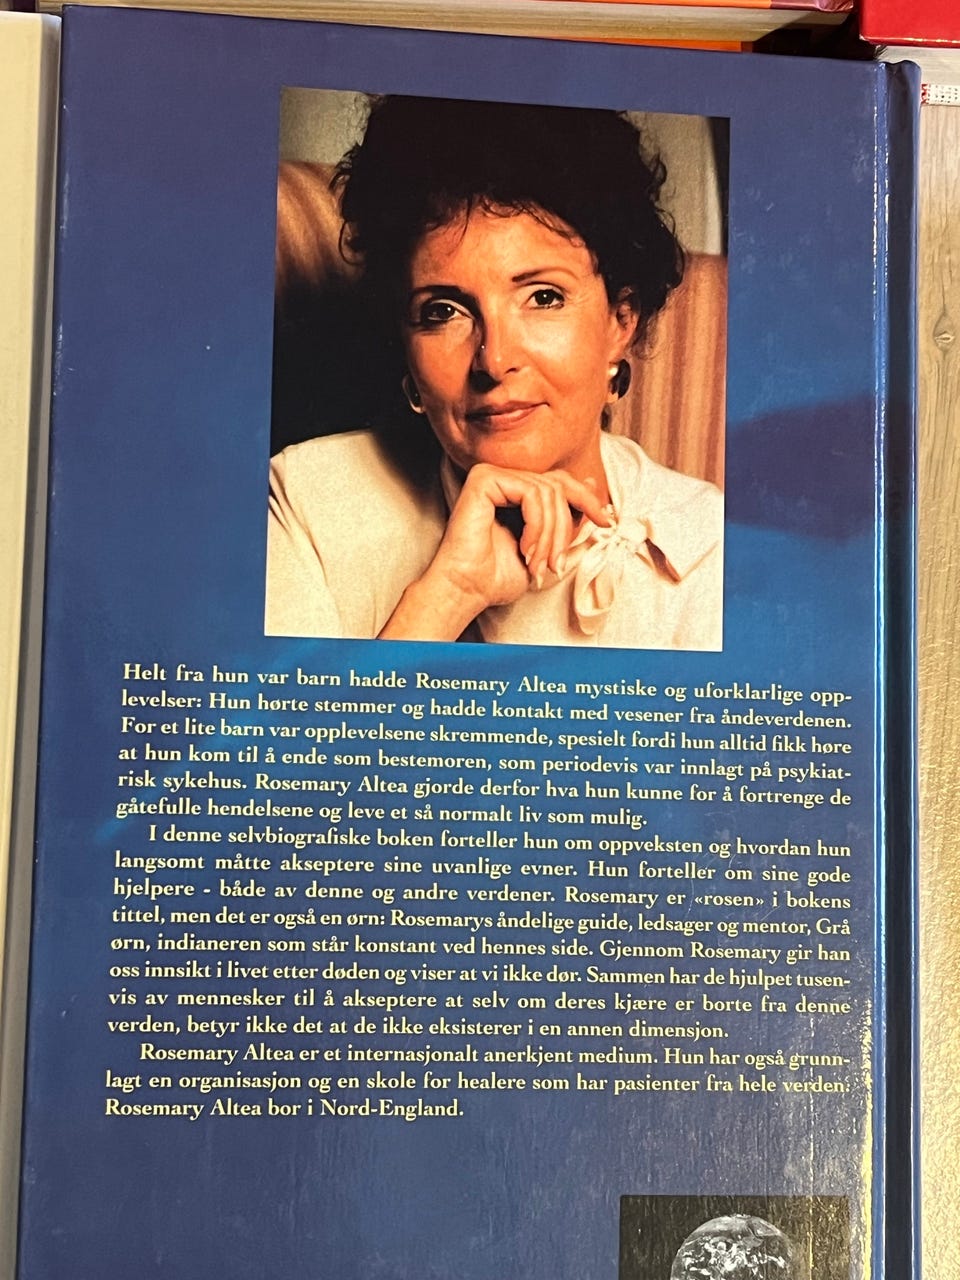 Helt fra hun var barn hadde Rosemary Altea mystiske og uforklarlige opp-
levelser: Hun hørte stemmer og hadde kontakt med vesener fra åndeverdenen.
For et lite barn var opplevelsene skremmende, spesielt fordi hun alltid fikk høre
at hun kom til å ende som bestemoren, som periodevis var innlagt på psykiat-
risk sykehus. Rosemary Altea gjorde derfor hva hun kunne for å fortrenge de
gåtefulle hendelsene og leve et så normalt liv som mulig.
I denne selvbiografiske boken forteller hun om oppveksten og hvordan hun
langsomt måtte akseptere sine uvanlige evner. Hun forteller om sine gode
hjelpere - både av denne og andre verdener. Rosemary er «rosen» i bokens
tittel, men det er også en ørn: Rosemarys åndelige guide, ledsager og mentor, Grå
ørn, indianeren som står konstant ved hennes side. Gjennom Rosemary gir han
oss innsikt i livet etter døden og viser at vi ikke dør. Sammen har de hjulpet tusen-
vis av mennesker til å akseptere at selv om deres kjære er borte fra denne
verden, betyr ikke det at de ikke eksisterer i en annen dimensjon.
Rosemary Altea er et internasjonalt anerkjent medium. Hun har også grunn-
lagt en organisasjon og en skole for healere som har pasienter fra hele verden.
Rosemary Altea bor i Nord-England.